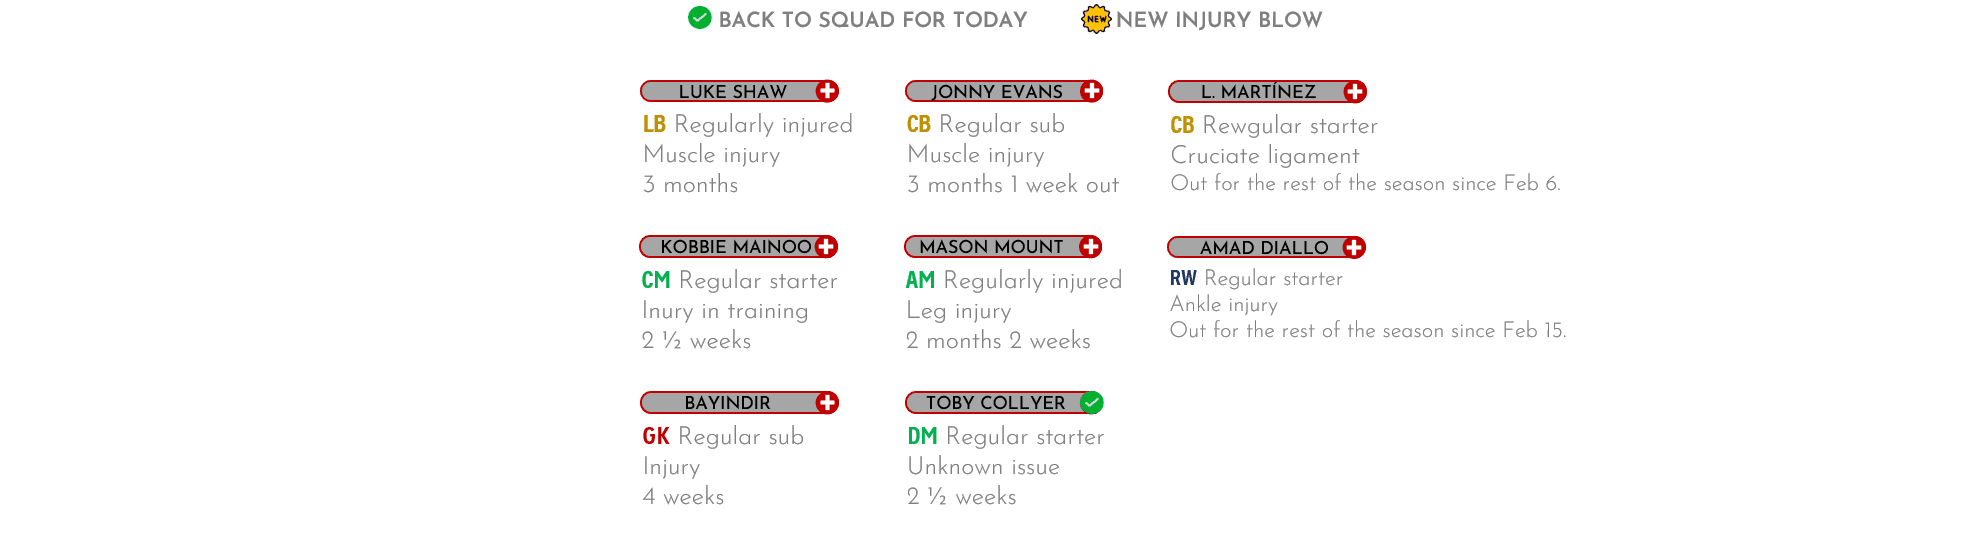 BACK TO SQUAD FOR TODAY
NEW NEW INJURY BLOW
LUKE SHAW
LB Regularly injured
Muscle injury
3 months
JONNY EVANS
CB Regular sub
Muscle injury
3 months 1 week out
L. MARTÍNEZ
CB Rewgular starter
Cruciate ligament
Out for the rest of the season since Feb 6.
KOBBIE MAINOO
CM Regular starter
Inury in training
2 ½ weeks
MASON MOUNT
AM Regularly injured
Leg injury
2 months 2 weeks
AMAD DIALLO
RW Regular starter
Ankle injury
Out for the rest of the season since Feb 15.
BAYINDIR
GK Regular sub
Injury
4 weeks
TOBY COLLYER
DM Regular starter
Unknown issue
2 ½ weeks